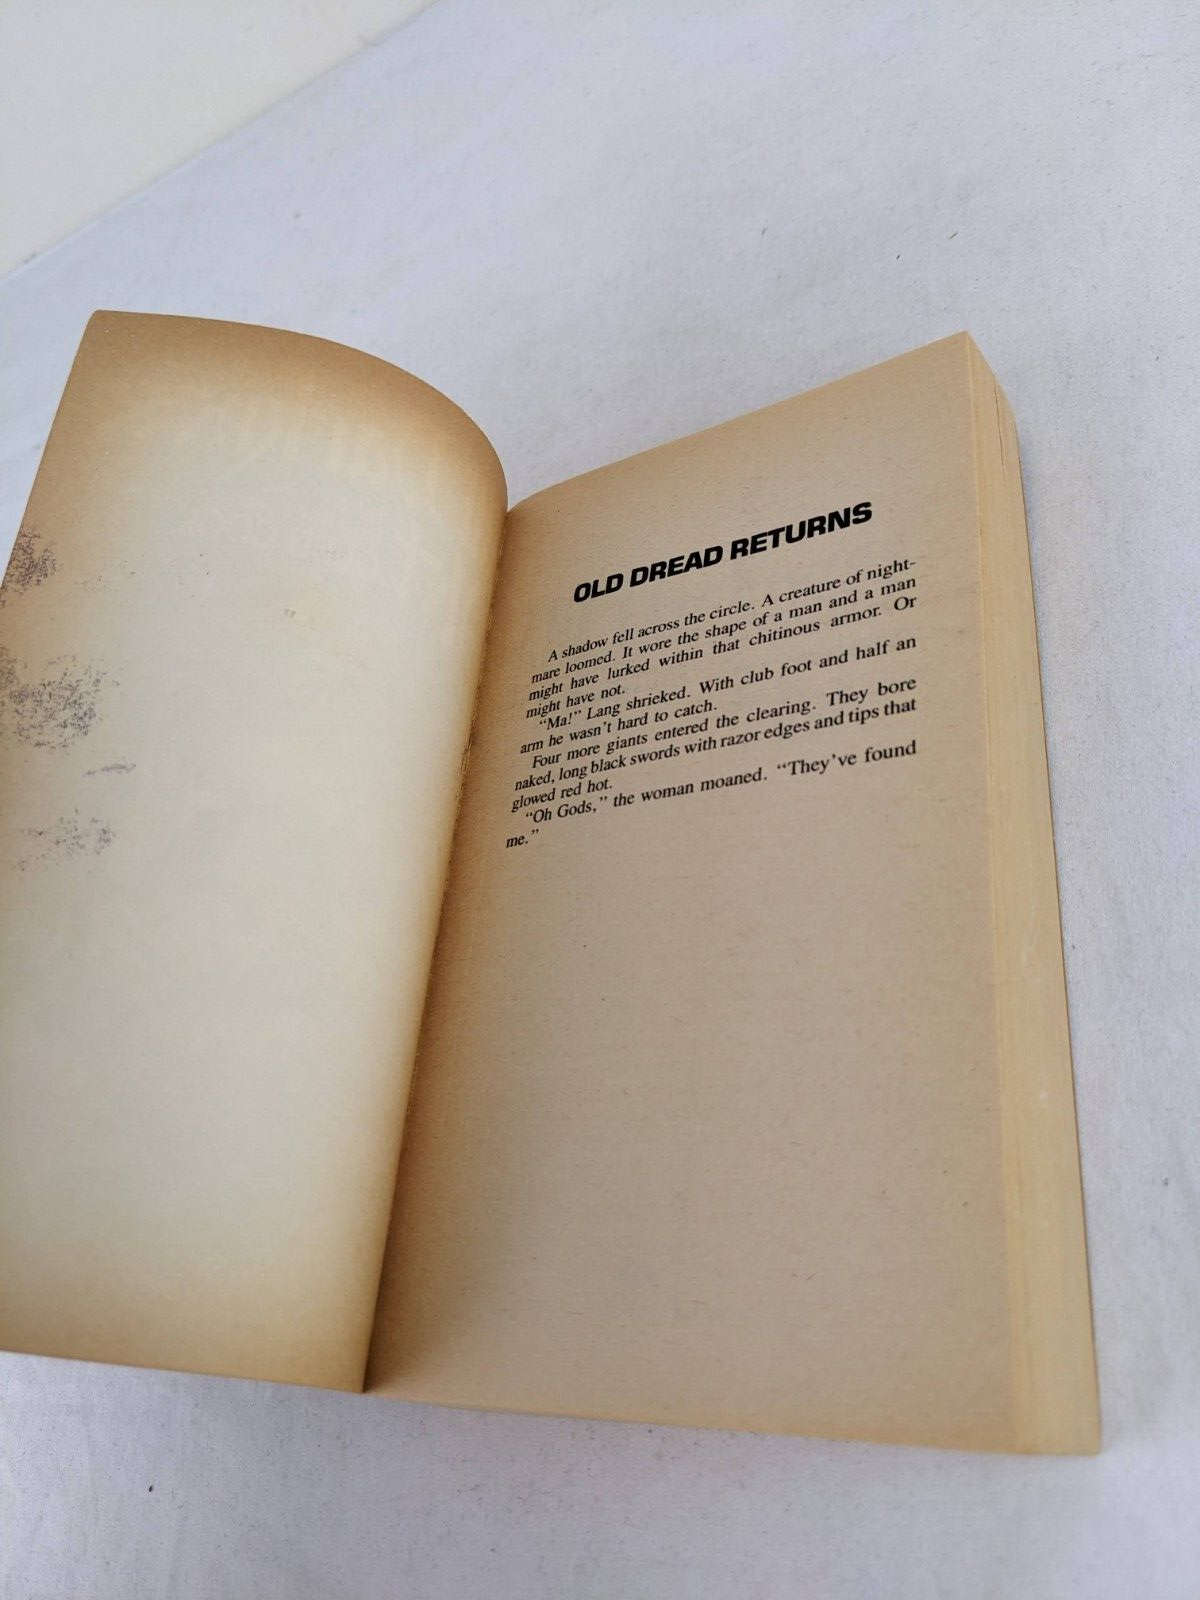 OLD DREAD RETURNS
A shadow fell across the circle. A creature of night-
mare loomed. It wore the shape of a man and a man
might have lurked within that chitinous armor. Or
might have not.
“Ma!” Lang shrieked. With club foot and half an
arm he wasn’t hard to catch.
Four more giants entered the clearing. They bore
naked, long black swords with razor edges and tips that
glowed red hot.
“Oh Gods,” the woman moaned. “They’ve found
me.”